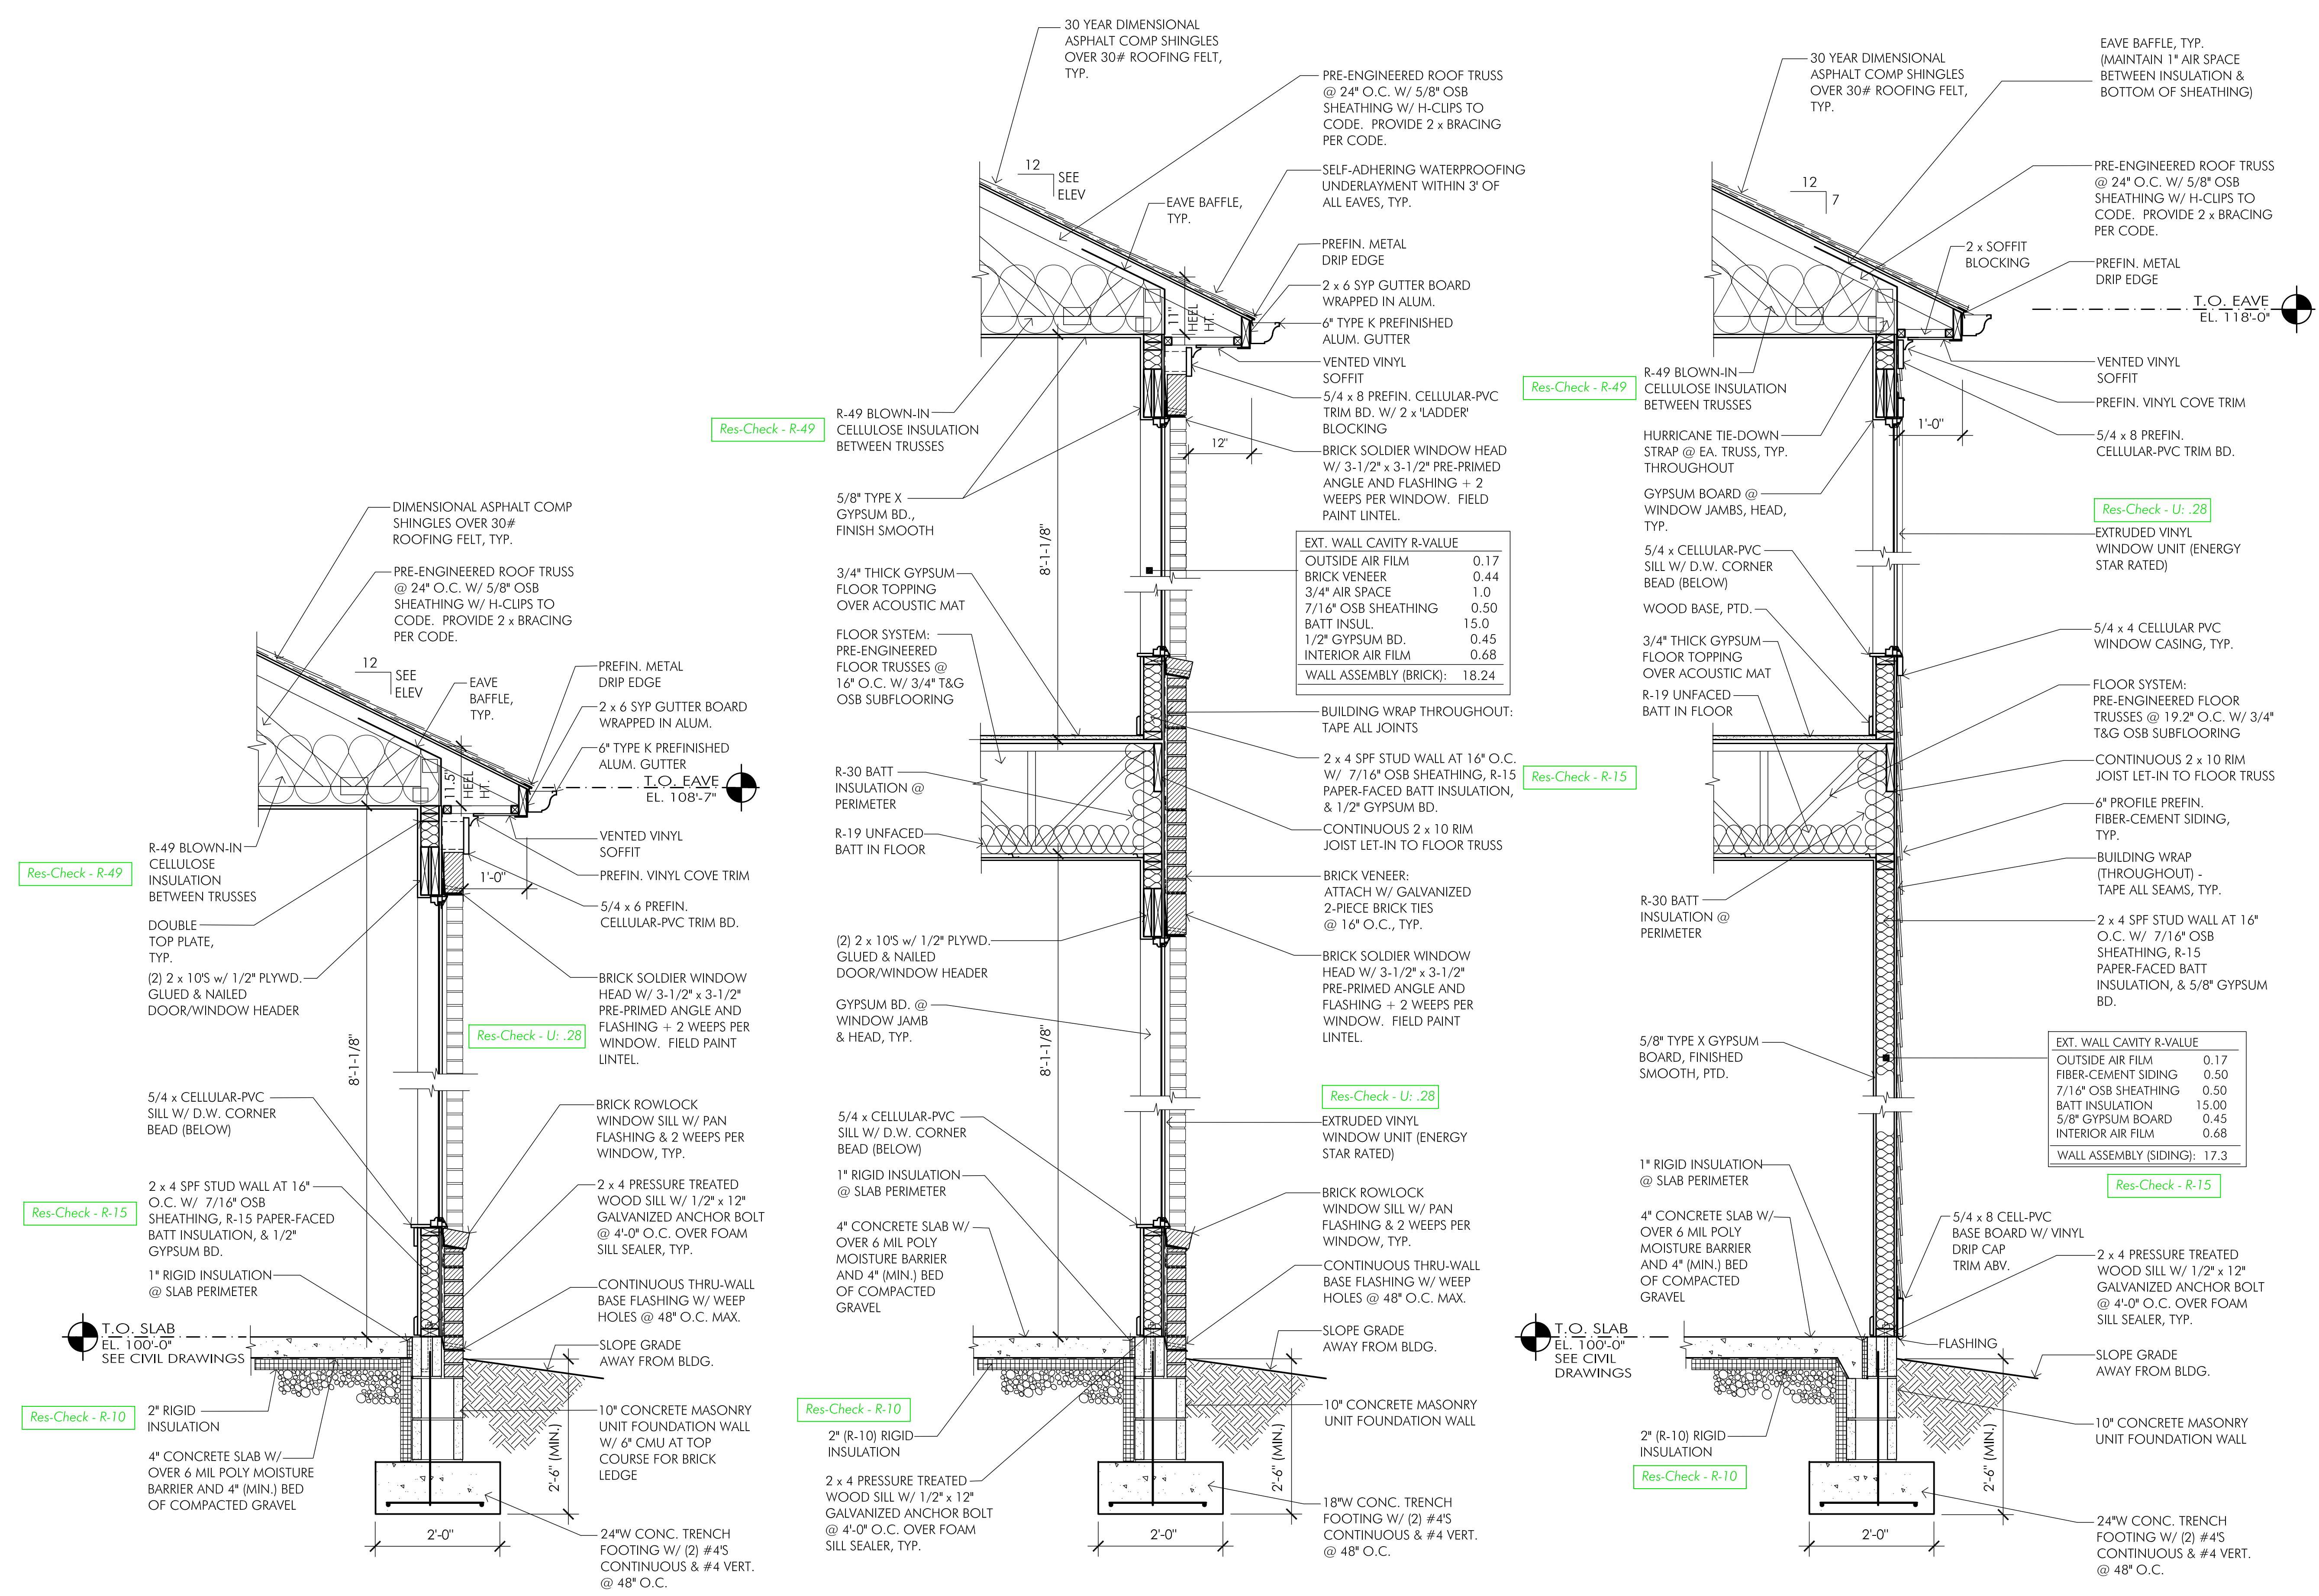 DIMENSIONAL ASPHALT COMP
SHINGLES OVER 30#
ROOFING FELT, TYP.
PRE-ENGINEERED ROOF TRUSS
@ 24" O.C. W/ 5/8" OSB
SHEATHING W/ H-CLIPS TO
CODE.  PROVIDE 2 x BRACING
PER CODE.
12
SEE
ELEV
EAVE
BAFFLE,
TYP.
PREFIN. METAL
DRIP EDGE
2 x 6 SYP GUTTER BOARD
WRAPPED IN ALUM.
6" TYPE K PREFINISHED
ALUM. GUTTER
T.O. EAVE
EL. 108'-7"
11.5"
HEEL
HT.
VENTED VINYL
SOFFIT
1'-0"
PREFIN. VINYL COVE TRIM
5/4 x 6 PREFIN.
CELLULAR-PVC TRIM BD.
R-49 BLOWN-IN
CELLULOSE
INSULATION
BETWEEN TRUSSES
Res-Check - R-49
DOUBLE
TOP PLATE,
TYP.
(2) 2 x 10'S w/ 1/2" PLYWD.
GLUED & NAILED
DOOR/WINDOW HEADER
BRICK SOLDIER WINDOW
HEAD W/ 3-1/2" x 3-1/2"
PRE-PRIMED ANGLE AND
FLASHING + 2 WEEPS PER
WINDOW.  FIELD PAINT
LINTEL.
Res-Check - U: .28
8'-1-1/8"
5/4 x CELLULAR-PVC
SILL W/ D.W. CORNER
BEAD (BELOW)
BRICK ROWLOCK
WINDOW SILL W/ PAN
FLASHING & 2 WEEPS PER
WINDOW, TYP.
2 x 4 SPF STUD WALL AT 16"
O.C. W/  7/16" OSB
SHEATHING, R-15 PAPER-FACED
BATT INSULATION, & 1/2"
GYPSUM BD.
Res-Check - R-15
2 x 4 PRESSURE TREATED
WOOD SILL W/ 1/2" x 12"
GALVANIZED ANCHOR BOLT
@ 4'-0" O.C. OVER FOAM
SILL SEALER, TYP.
1" RIGID INSULATION
@ SLAB PERIMETER
CONTINUOUS THRU-WALL
BASE FLASHING W/ WEEP
HOLES @ 48" O.C. MAX.
T.O. SLAB
EL. 100'-0"
SEE CIVIL DRAWINGS
SLOPE GRADE
AWAY FROM BLDG.
2" RIGID
INSULATION
Res-Check - R-10
10" CONCRETE MASONRY
UNIT FOUNDATION WALL
W/ 6" CMU AT TOP
COURSE FOR BRICK
LEDGE
2'-6" (MIN.)
4" CONCRETE SLAB W/
OVER 6 MIL POLY MOISTURE
BARRIER AND 4" (MIN.) BED
OF COMPACTED GRAVEL
2'-0"
24"W CONC. TRENCH
FOOTING W/ (2) #4'S
CONTINUOUS & #4 VERT.
@ 48" O.C.
30 YEAR DIMENSIONAL
ASPHALT COMP SHINGLES
OVER 30# ROOFING FELT,
TYP.
PRE-ENGINEERED ROOF TRUSS
@ 24" O.C. W/ 5/8" OSB
SHEATHING W/ H-CLIPS TO
CODE.  PROVIDE 2 x BRACING
PER CODE.
12
SEE
ELEV
SELF-ADHERING WATERPROOFING
UNDERLAYMENT WITHIN 3' OF
ALL EAVES, TYP.
EAVE BAFFLE,
TYP.
PREFIN. METAL
DRIP EDGE
2 x 6 SYP GUTTER BOARD
WRAPPED IN ALUM.
6" TYPE K PREFINISHED
ALUM. GUTTER
11"
HEEL
HT.
VENTED VINYL
SOFFIT
5/4 x 8 PREFIN. CELLULAR-PVC
TRIM BD. W/ 2 x 'LADDER'
BLOCKING
12"
R-49 BLOWN-IN
CELLULOSE INSULATION
BETWEEN TRUSSES
Res-Check - R-49
BRICK SOLDIER WINDOW HEAD
W/ 3-1/2" x 3-1/2" PRE-PRIMED
ANGLE AND FLASHING + 2
WEEPS PER WINDOW.  FIELD
PAINT LINTEL.
5/8" TYPE X
GYPSUM BD.,
FINISH SMOOTH
8'-1-1/8"
EXT. WALL CAVITY R-VALUE
OUTSIDE AIR FILM 0.17
BRICK VENEER 0.44
3/4" AIR SPACE 1.0
7/16" OSB SHEATHING 0.50
BATT INSUL. 15.0
1/2" GYPSUM BD. 0.45
INTERIOR AIR FILM 0.68
WALL ASSEMBLY (BRICK): 18.24
3/4" THICK GYPSUM
FLOOR TOPPING
OVER ACOUSTIC MAT
FLOOR SYSTEM:
PRE-ENGINEERED
FLOOR TRUSSES @
16" O.C. W/ 3/4" T&G
OSB SUBFLOORING
BUILDING WRAP THROUGHOUT:
TAPE ALL JOINTS
2 x 4 SPF STUD WALL AT 16" O.C.
W/  7/16" OSB SHEATHING, R-15
PAPER-FACED BATT INSULATION,
& 1/2" GYPSUM BD.
Res-Check - R-15
R-30 BATT
INSULATION @
PERIMETER
R-19 UNFACED
BATT IN FLOOR
CONTINUOUS 2 x 10 RIM
JOIST LET-IN TO FLOOR TRUSS
BRICK VENEER:
ATTACH W/ GALVANIZED
2-PIECE BRICK TIES
@ 16" O.C., TYP.
(2) 2 x 10'S w/ 1/2" PLYWD.
GLUED & NAILED
DOOR/WINDOW HEADER
BRICK SOLDIER WINDOW
HEAD W/ 3-1/2" x 3-1/2"
PRE-PRIMED ANGLE AND
FLASHING + 2 WEEPS PER
WINDOW.  FIELD PAINT
LINTEL.
GYPSUM BD. @
WINDOW JAMB
& HEAD, TYP.
8'-1-1/8"
Res-Check - U: .28
EXTRUDED VINYL
WINDOW UNIT (ENERGY
STAR RATED)
5/4 x CELLULAR-PVC
SILL W/ D.W. CORNER
BEAD (BELOW)
1" RIGID INSULATION
@ SLAB PERIMETER
BRICK ROWLOCK
WINDOW SILL W/ PAN
FLASHING & 2 WEEPS PER
WINDOW, TYP.
4" CONCRETE SLAB W/
OVER 6 MIL POLY
MOISTURE BARRIER
AND 4" (MIN.) BED
OF COMPACTED
GRAVEL
CONTINUOUS THRU-WALL
BASE FLASHING W/ WEEP
HOLES @ 48" O.C. MAX.
SLOPE GRADE
AWAY FROM BLDG.
Res-Check - R-10
2" (R-10) RIGID
INSULATION
10" CONCRETE MASONRY
UNIT FOUNDATION WALL
2'-6" (MIN.)
2 x 4 PRESSURE TREATED
WOOD SILL W/ 1/2" x 12"
GALVANIZED ANCHOR BOLT
@ 4'-0" O.C. OVER FOAM
SILL SEALER, TYP.
2'-0"
18"W CONC. TRENCH
FOOTING W/ (2) #4'S
CONTINUOUS & #4 VERT.
@ 48" O.C.
30 YEAR DIMENSIONAL
ASPHALT COMP SHINGLES
OVER 30# ROOFING FELT,
TYP.
EAVE BAFFLE, TYP.
(MAINTAIN 1" AIR SPACE
BETWEEN INSULATION &
BOTTOM OF SHEATHING)
12
7
PRE-ENGINEERED ROOF TRUSS
@ 24" O.C. W/ 5/8" OSB
SHEATHING W/ H-CLIPS TO
CODE.  PROVIDE 2 x BRACING
PER CODE.
2 x SOFFIT
BLOCKING
PREFIN. METAL
DRIP EDGE
T.O. EAVE
EL. 118'-0"
VENTED VINYL
SOFFIT
PREFIN. VINYL COVE TRIM
1'-0"
5/4 x 8 PREFIN.
CELLULAR-PVC TRIM BD.
Res-Check - R-49
R-49 BLOWN-IN
CELLULOSE INSULATION
BETWEEN TRUSSES
HURRICANE TIE-DOWN
STRAP @ EA. TRUSS, TYP.
THROUGHOUT
GYPSUM BOARD @
WINDOW JAMBS, HEAD,
TYP.
Res-Check - U: .28
EXTRUDED VINYL
WINDOW UNIT (ENERGY
STAR RATED)
5/4 x CELLULAR-PVC
SILL W/ D.W. CORNER
BEAD (BELOW)
WOOD BASE, PTD.
3/4" THICK GYPSUM
FLOOR TOPPING
OVER ACOUSTIC MAT
R-19 UNFACED
BATT IN FLOOR
5/4 x 4 CELLULAR PVC
WINDOW CASING, TYP.
FLOOR SYSTEM:
PRE-ENGINEERED FLOOR
TRUSSES @ 19.2" O.C. W/ 3/4"
T&G OSB SUBFLOORING
CONTINUOUS 2 x 10 RIM
JOIST LET-IN TO FLOOR TRUSS
6" PROFILE PREFIN.
FIBER-CEMENT SIDING,
TYP.
BUILDING WRAP
(THROUGHOUT) -
TAPE ALL SEAMS, TYP.
R-30 BATT
INSULATION @
PERIMETER
2 x 4 SPF STUD WALL AT 16"
O.C. W/  7/16" OSB
SHEATHING, R-15
PAPER-FACED BATT
INSULATION, & 5/8" GYPSUM
BD.
5/8" TYPE X GYPSUM
BOARD, FINISHED
SMOOTH, PTD.
EXT. WALL CAVITY R-VALUE
OUTSIDE AIR FILM 0.17
FIBER-CEMENT SIDING 0.50
7/16" OSB SHEATHING 0.50
BATT INSULATION 15.00
5/8" GYPSUM BOARD 0.45
INTERIOR AIR FILM 0.68
WALL ASSEMBLY (SIDING): 17.3
Res-Check - R-15
1" RIGID INSULATION
@ SLAB PERIMETER
4" CONCRETE SLAB W/
OVER 6 MIL POLY
MOISTURE BARRIER
AND 4" (MIN.) BED
OF COMPACTED
GRAVEL
5/4 x 8 CELL-PVC
BASE BOARD W/ VINYL
DRIP CAP
TRIM ABV.
2 x 4 PRESSURE TREATED
WOOD SILL W/ 1/2" x 12"
GALVANIZED ANCHOR BOLT
@ 4'-0" O.C. OVER FOAM
SILL SEALER, TYP.
T.O. SLAB
EL. 100'-0"
SEE CIVIL
DRAWINGS
FLASHING
SLOPE GRADE
AWAY FROM BLDG.
2" (R-10) RIGID
INSULATION
Res-Check - R-10
10" CONCRETE MASONRY
UNIT FOUNDATION WALL
2'-6" (MIN.)
2'-0"
24"W CONC. TRENCH
FOOTING W/ (2) #4'S
CONTINUOUS & #4 VERT.
@ 48" O.C.